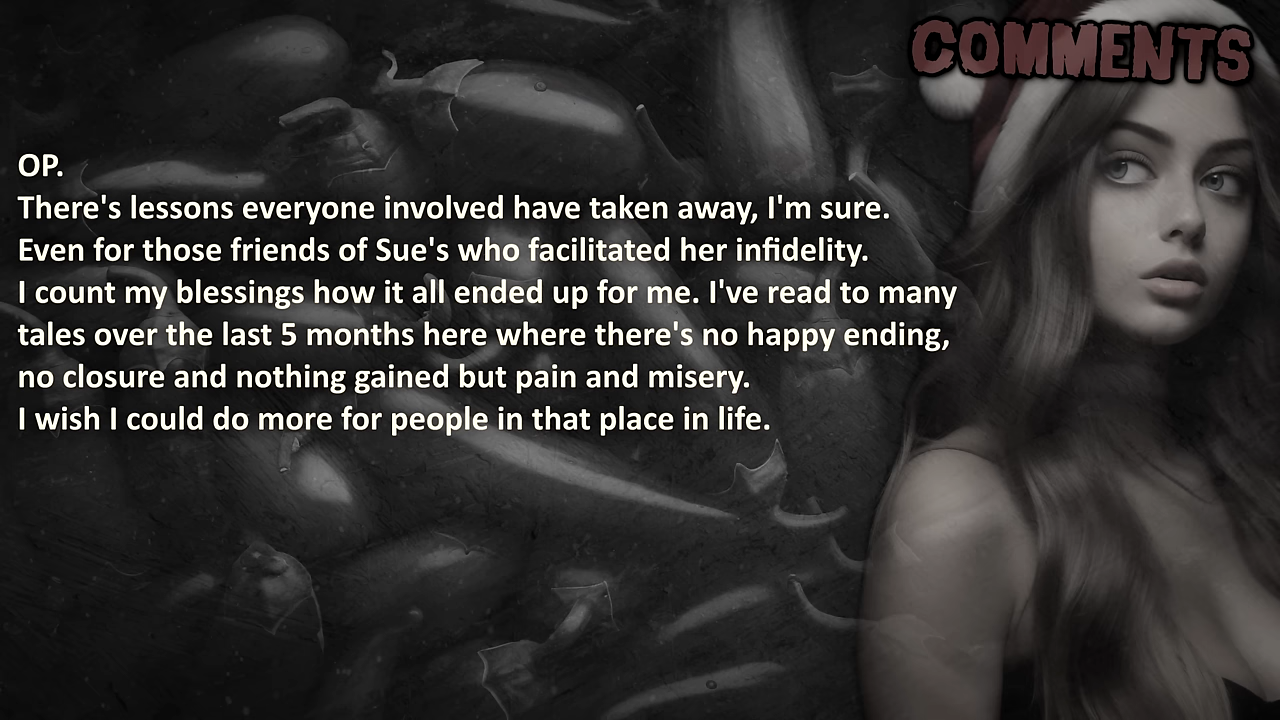 COMMENTS
OP.
There's lessons everyone involved have taken away, I'm sure.
Even for those friends of Sue's who facilitated her infidelity.
I count my blessings how it all ended up for me. I've read to many
tales over the last 5 months here where there's no happy ending,
no closure and nothing gained but pain and misery.
I wish I could do more for people in that place in life.